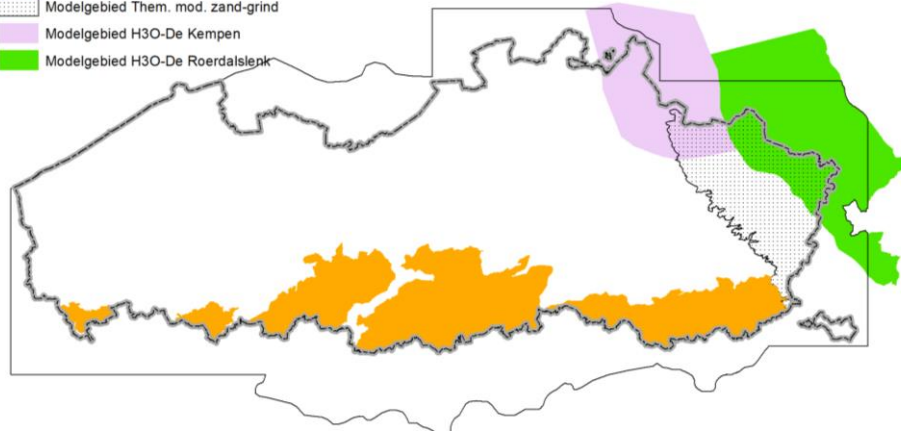 Modelgebied Them. mod. zand-grind
Modelgebied H3O-De Kempen
Modelgebied H3O-De Roerdalslenk